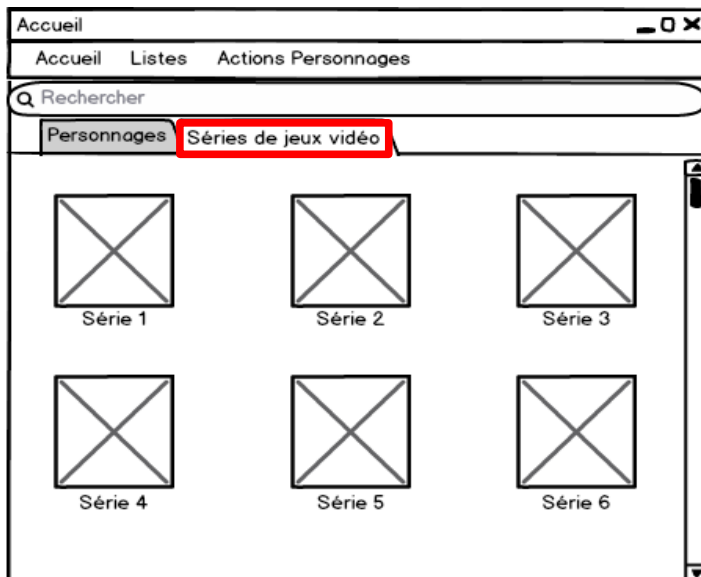 Accueil
Accueil Listes Actions Personnages
Rechercher
Personnages Séries de jeux vidéo
Série 1 Série 2 Série 3
Série 4 Série 5 Série 6